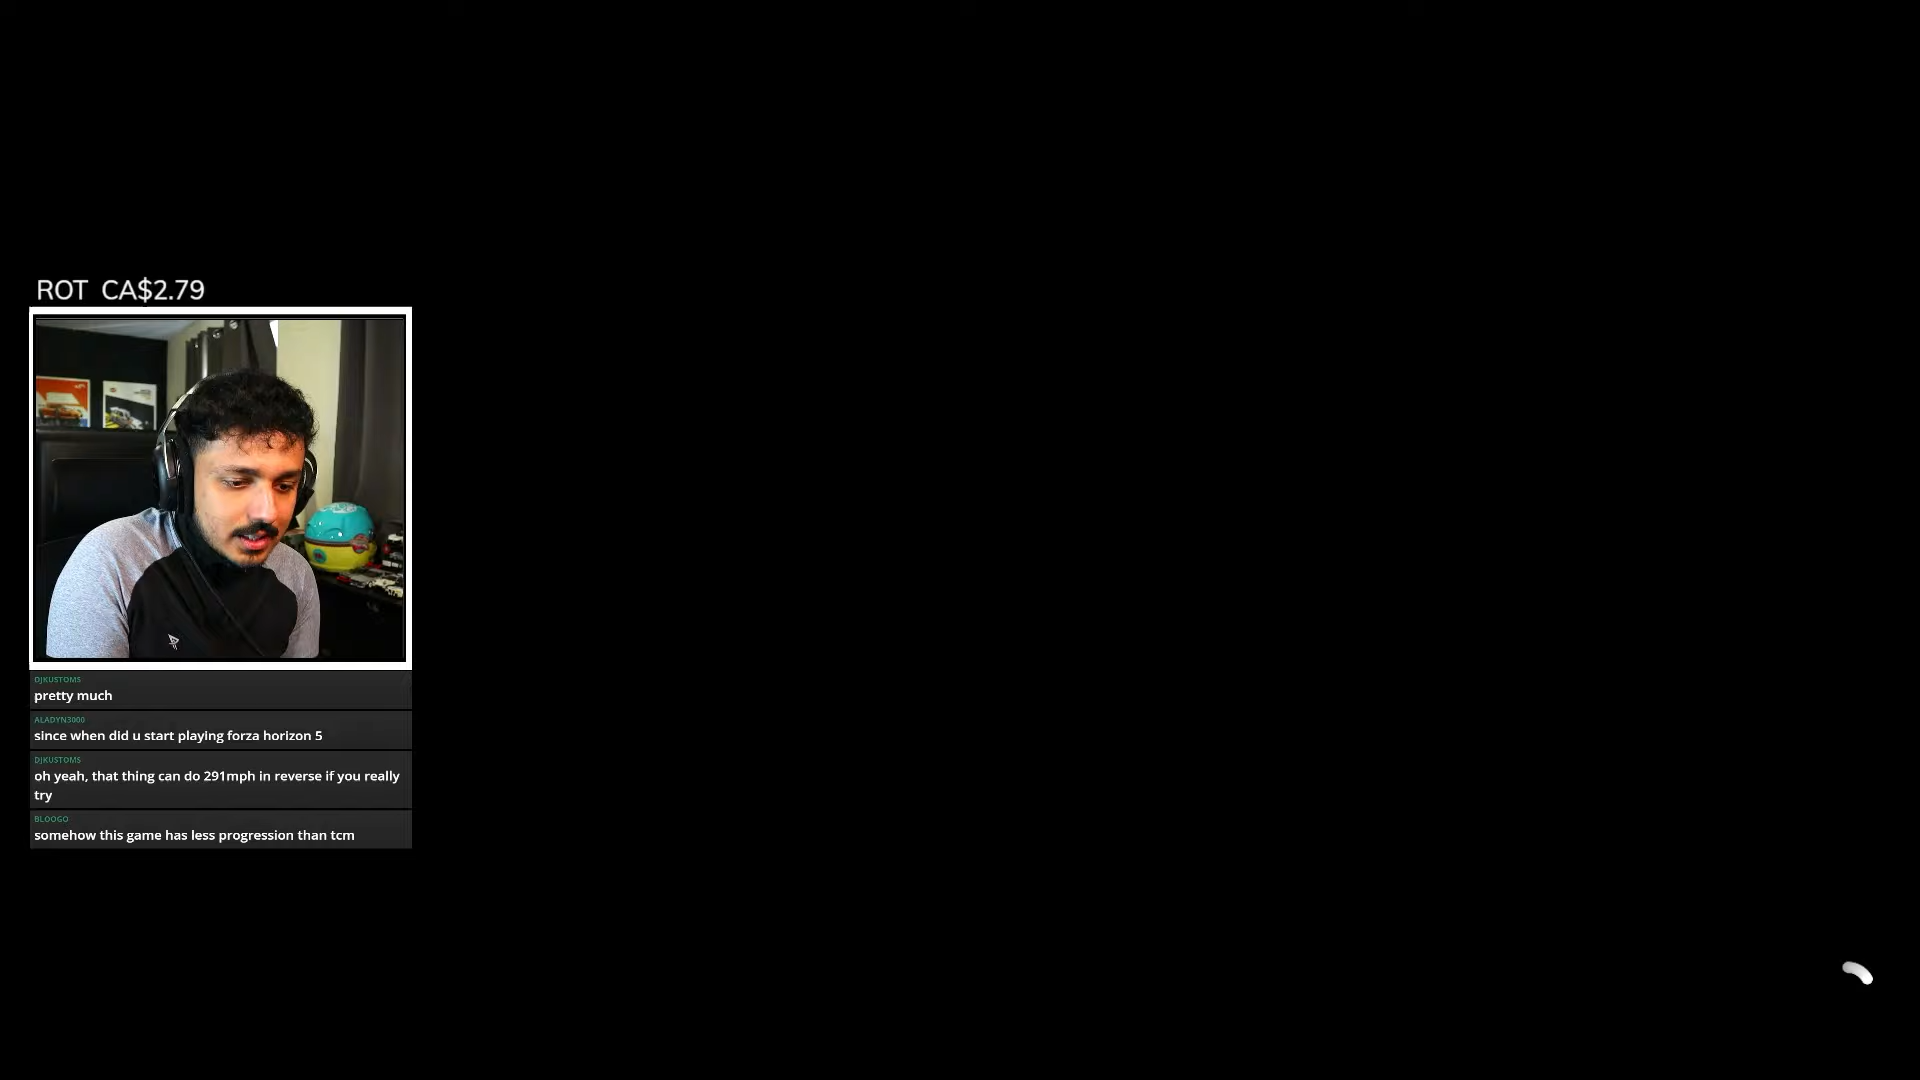 ROT CA$2.79
DJKUSTOMS
pretty much
ALADYN3000
since when did u start playing forza horizon 5
DJKUSTOMS
oh yeah, that thing can do 291mph in reverse if you really
try
BLOOGO
somehow this game has less progression than tcm